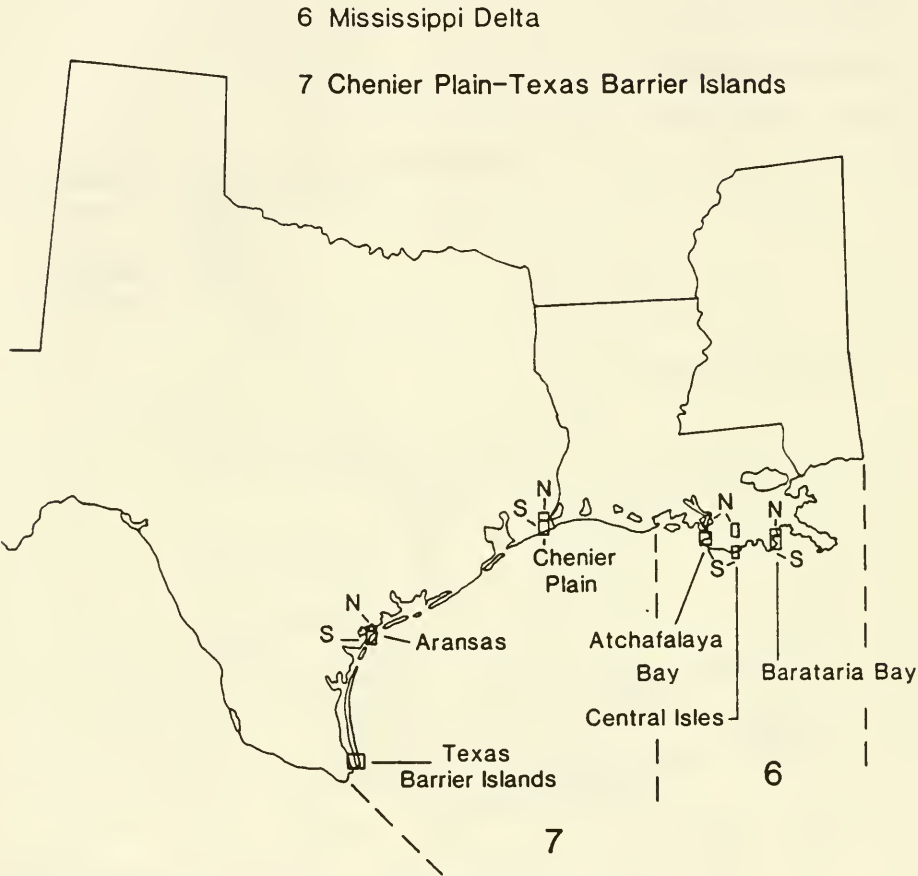 6 Mississippi Delta
7 Chenier Plain–Texas Barrier Islands
N
S
Chenier
Plain
N
S
N
S
N
S
Aransas
Atchafalaya
Bay
Barataria Bay
Central Isles
Texas
Barrier Islands
6
7